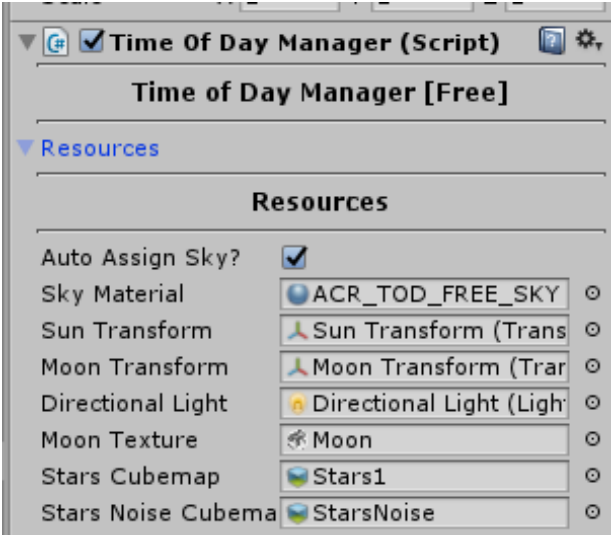 Time Of Day Manager (Script)
Time of Day Manager [Free]
Resources
Resources
Auto Assign Sky?
Sky Material ACR_TOD_FREE_SKY
Sun Transform Sun Transform (Trans
Moon Transform Moon Transform (Tran
Directional Light Directional Light (Ligh
Moon Texture Moon
Stars Cubemap Stars1
Stars Noise Cubema StarsNoise